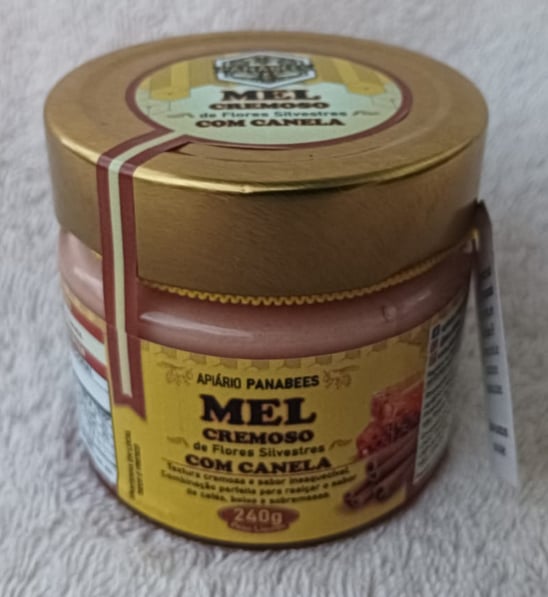 MEL
CREMOSO
de Flores Silvestres
COM CANELA
APIÁRIO PANABEES
MEL
CREMOSO
de Flores Silvestres
COM CANELA
Textura cremosa e sabor inesquecível.
Combinação perfeita para realçar o sabor
de cafés, bolos e sobremesas.
240g